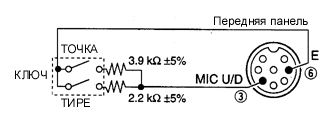 Передняя панель
ТОЧКА
3.9 kΩ ±5%
E
КЛЮЧ
MIC U/D
6
3
ТИРЕ
2.2 kΩ ±5%